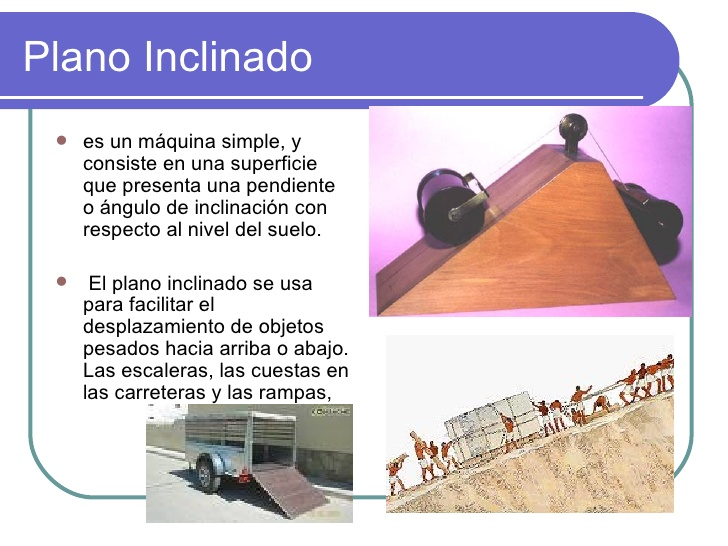 Plano Inclinado
es un máquina simple, y
consiste en una superficie
que presenta una pendiente
o ángulo de inclinación con
respecto al nivel del suelo.
El plano inclinado se usa
para facilitar el
desplazamiento de objetos
pesados hacia arriba o abajo.
Las escaleras, las cuestas en
las carreteras y las rampas,